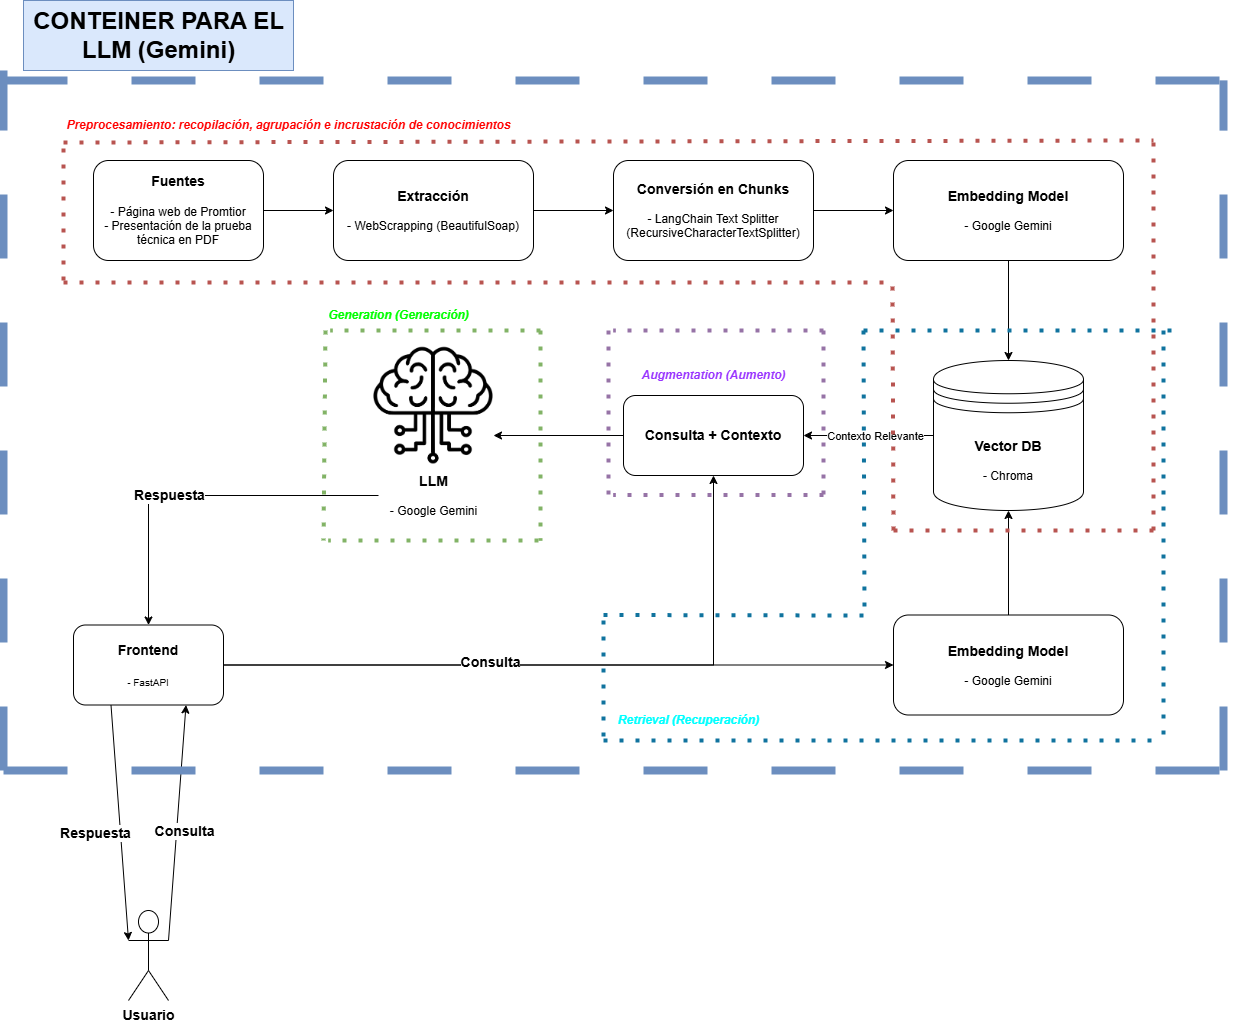 CONTEINER PARA EL
LLM (Gemini)
Preprocesamiento: recopilación, agrupación e incrustación de conocimientos
Fuentes
- Página web de Promtior
- Presentación de la prueba
técnica en PDF
Extracción
- WebScrapping (BeautifulSoap)
Conversión en Chunks
- LangChain Text Splitter
(RecursiveCharacterTextSplitter)
Embedding Model
- Google Gemini
Generation (Generación)
LLM
- Google Gemini
Augmentation (Aumento)
Consulta + Contexto
Contexto Relevante
Vector DB
- Chroma
Respuesta
Frontend
- FastAPI
Consulta
Embedding Model
- Google Gemini
Retrieval (Recuperación)
Respuesta
Consulta
Usuario